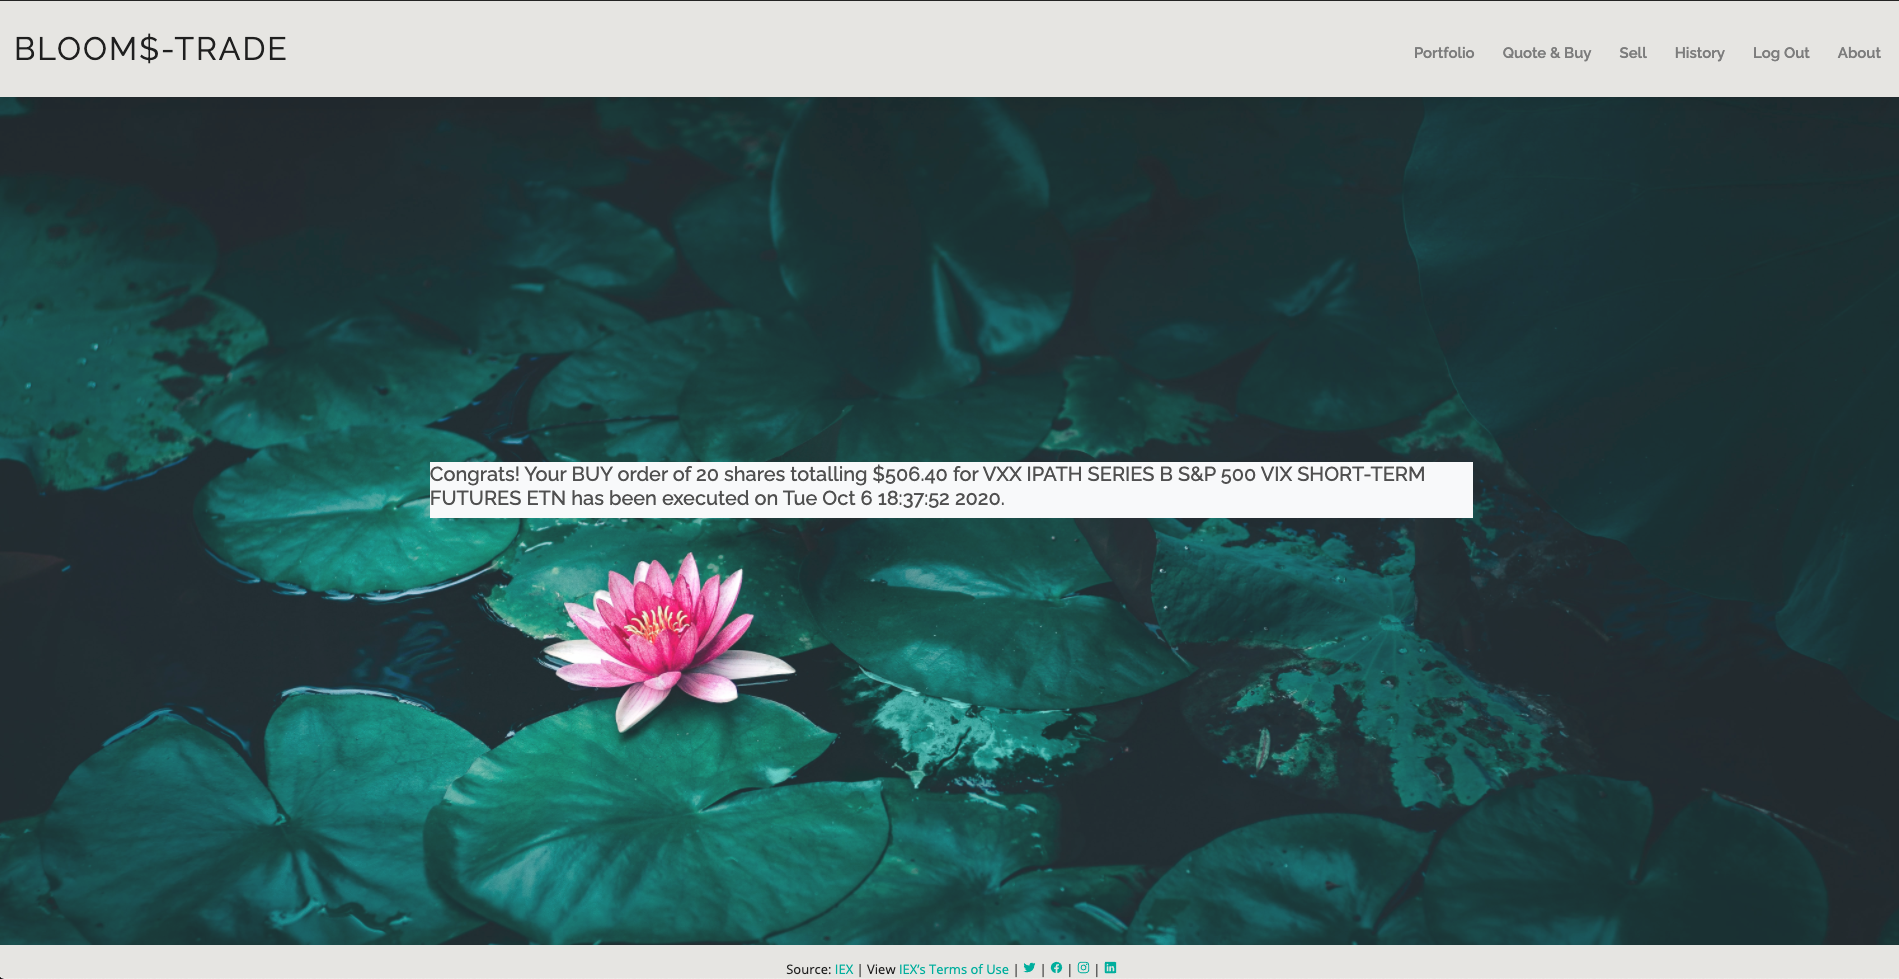 BLOOM$-TRADE
Portfolio Quote & Buy Sell History Log Out About
Congrats! Your BUY order of 20 shares totalling $506.40 for VXX IPATH SERIES B S&P 500 VIX SHORT-TERM
FUTURES ETN has been executed on Tue Oct 6 18:37:52 2020.
Source: IEX | View IEX's Terms of Use | | | |